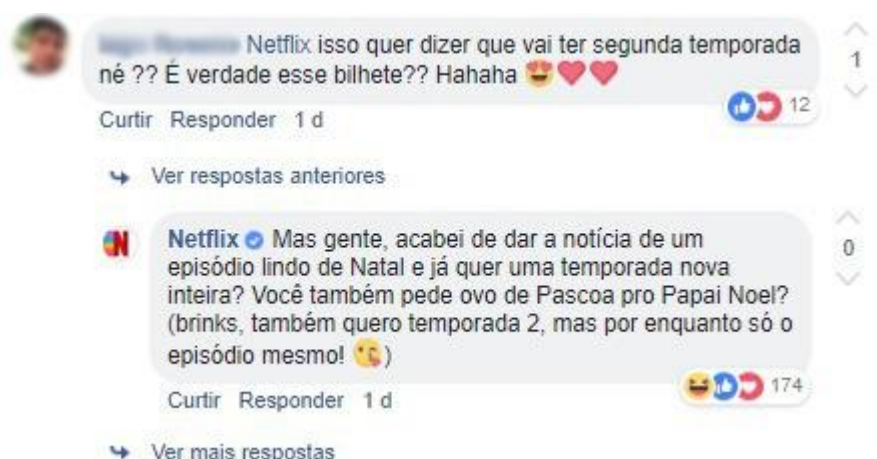 Netflix isso quer dizer que vai ter segunda temporada
né ?? É verdade esse bilhete?? Hahaha 😍❤❤
1
12
Curtir Responder 1 d
Ver respostas anteriores
Netflix Mas gente, acabei de dar a notícia de um
episódio lindo de Natal e já quer uma temporada nova
inteira? Você também pede ovo de Pascoa pro Papai Noel?
(brinks, também quero temporada 2, mas por enquanto só o
episódio mesmo! 😘)
0
174
Curtir Responder 1 d
Ver mais respostas